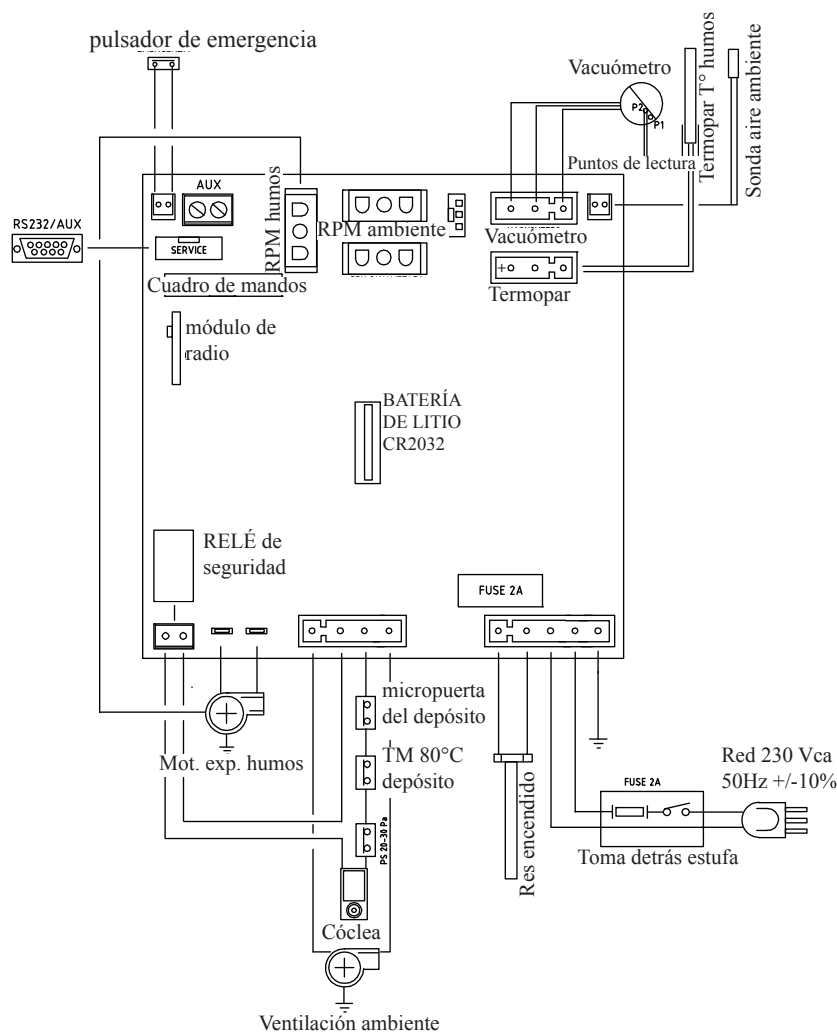 pulsador de emergencia
Vacuómetro
P2
P1
Puntos de lectura
Termopar T° humos
Sonda aire ambiente
RS232/AUX
AUX
SERVICE
RPM humos
RPM ambiente
Vacuómetro
Termopar
+
Cuadro de mandos
módulo de
radio
BATERÍA
DE LITIO
CR2032
RELÉ de
seguridad
FUSE 2A
micropuerta
del depósito
Mot. exp. humos
TM 80°C
depósito
PS 20-30 Pa
Cóclea
Ventilación ambiente
Res encendido
Red 230 Vca
50Hz +/-10%
FUSE 2A
Toma detrás estufa